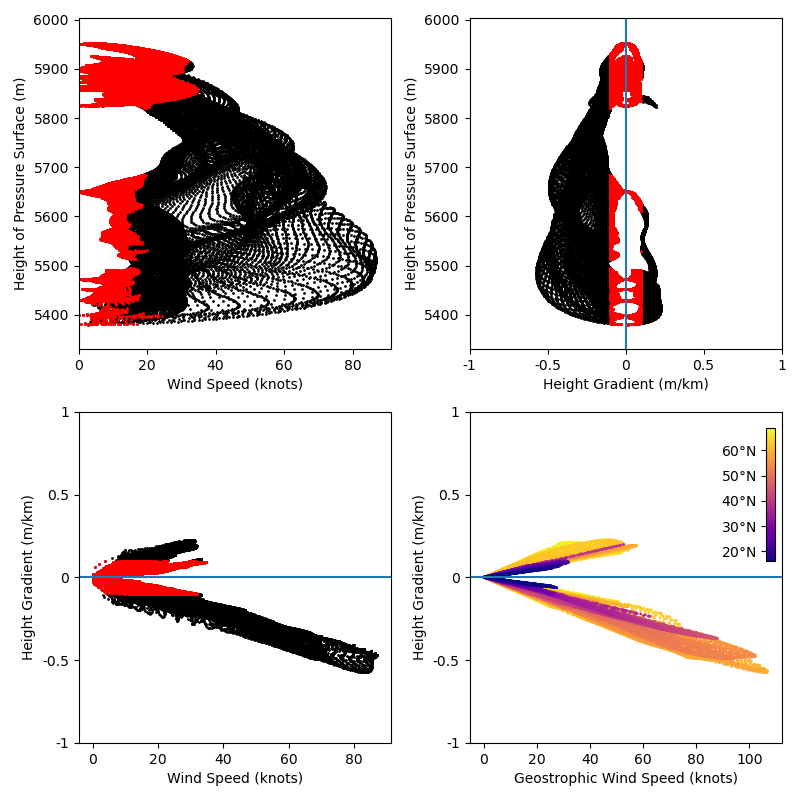 6000
5900
5800
5700
5600
5500
5400
Height of Pressure Surface (m)
0 20 40 60 80
Wind Speed (knots)
6000
5900
5800
5700
5600
5500
5400
Height of Pressure Surface (m)
-1 -0.5 0 0.5 1
Height Gradient (m/km)
1
0.5
0
-0.5
-1
Height Gradient (m/km)
0 20 40 60 80
Wind Speed (knots)
1
0.5
0
-0.5
-1
Height Gradient (m/km)
60°N
50°N
40°N
30°N
20°N
0 20 40 60 80 100
Geostrophic Wind Speed (knots)